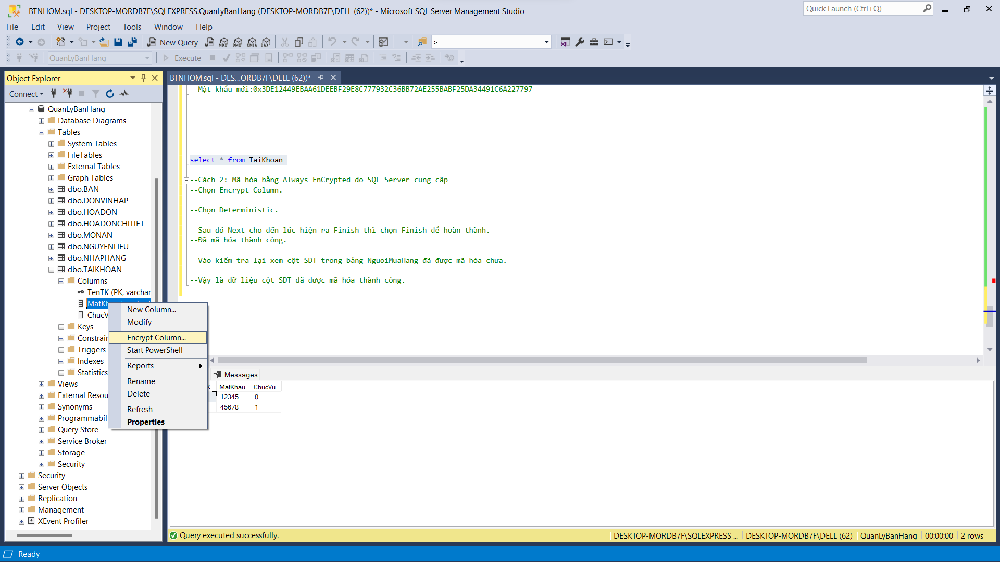 BTNHOM.sql - DESKTOP-MORDB7F\SQLEXPRESS.QuanLyBanHang (DESKTOP-MORDB7F\DELL (62))* - Microsoft SQL Server Management Studio
Quick Launch (Ctrl+Q)
File Edit View Project Tools Window Help
New Query MDX DMX XMLA DAX >
QuanLyBanHang Execute
Object Explorer
Connect
QuanLyBanHang
Database Diagrams
Tables
System Tables
FileTables
External Tables
Graph Tables
dbo.BAN
dbo.DONVINHAP
dbo.HOADON
dbo.HOADONCHITIET
dbo.MONAN
dbo.NGUYENLIEU
dbo.NHAPHANG
dbo.TAIKHOAN
Columns
TenTK (PK, varchar
MatKh
ChucV
Keys
Constrain
Triggers
Indexes
Statistics
Views
External Resou
Synonyms
Programmabil
Query Store
Service Broker
Storage
Security
Security
Server Objects
Replication
Management
XEvent Profiler
New Column...
Modify
Encrypt Column...
Start PowerShell
Reports
Rename
Delete
Refresh
Properties
BTNHOM.sql - DES...ORDB7F\DELL (62))*
--Mật khẩu mới:0x3DE12449EBAA61DEEBF29E8C777932C36BB72AE255BABF25DA34491C6A227797
select * from TaiKhoan
--Cách 2: Mã hóa bằng Always EnCrypted do SQL Server cung cấp
--Chọn Encrypt Column.
--Chọn Deterministic.
--Sau đó Next cho đến lúc hiện ra Finish thì chọn Finish để hoàn thành.
--Đã mã hóa thành công.
--Vào kiểm tra lại xem cột SDT trong bảng NguoiMuaHang đã được mã hóa chưa.
--Vậy là dữ liệu cột SDT đã được mã hóa thành công.
Messages
K MatKhau ChucVu
12345 0
45678 1
Query executed successfully.
DESKTOP-MORDB7F\SQLEXPRESS ... DESKTOP-MORDB7F\DELL (62) QuanLyBanHang 00:00:00 2 rows
Ready